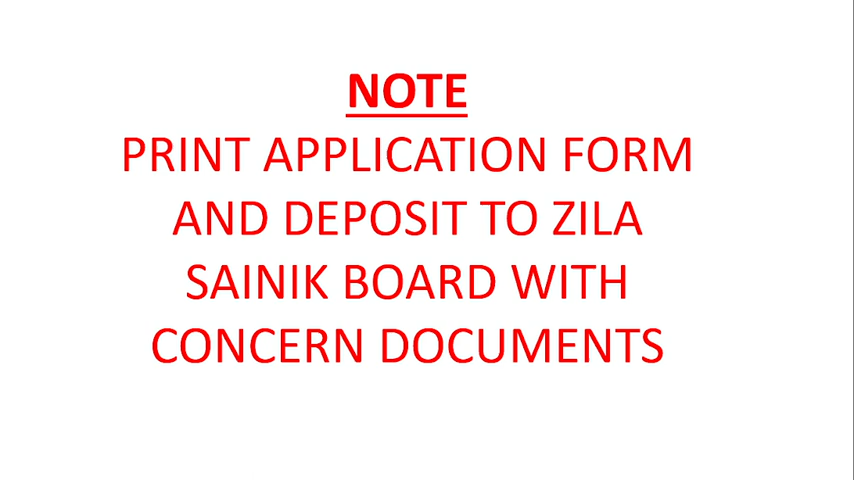 NOTE
PRINT APPLICATION FORM
AND DEPOSIT TO ZILA
SAINIK BOARD WITH
CONCERN DOCUMENTS